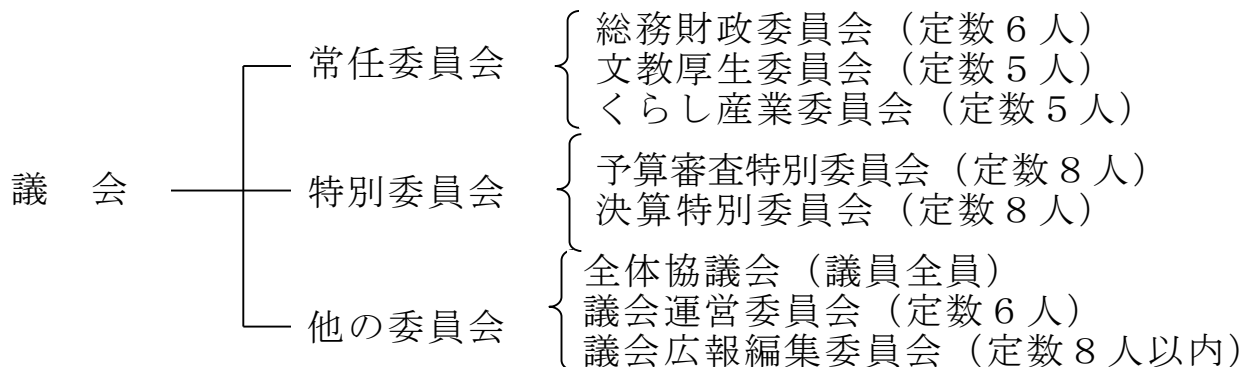 議　会
常任委員会
総務財政委員会（定数６人）
文教厚生委員会（定数５人）
くらし産業委員会（定数５人）
特別委員会
予算審査特別委員会（定数８人）
決算特別委員会（定数８人）
他の委員会
全体協議会（議員全員）
議会運営委員会（定数６人）
議会広報編集委員会（定数８人以内）